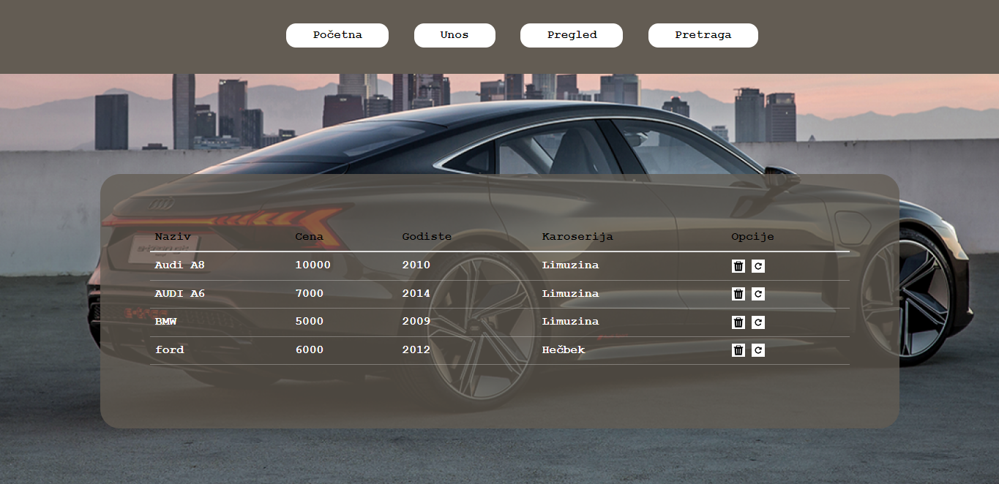 Početna Unos Pregled Pretraga
Naziv Cena Godiste Karoserija Opcije
Audi A8 10000 2010 Limuzina
AUDI A6 7000 2014 Limuzina
BMW 5000 2009 Limuzina
ford 6000 2012 Hečbek